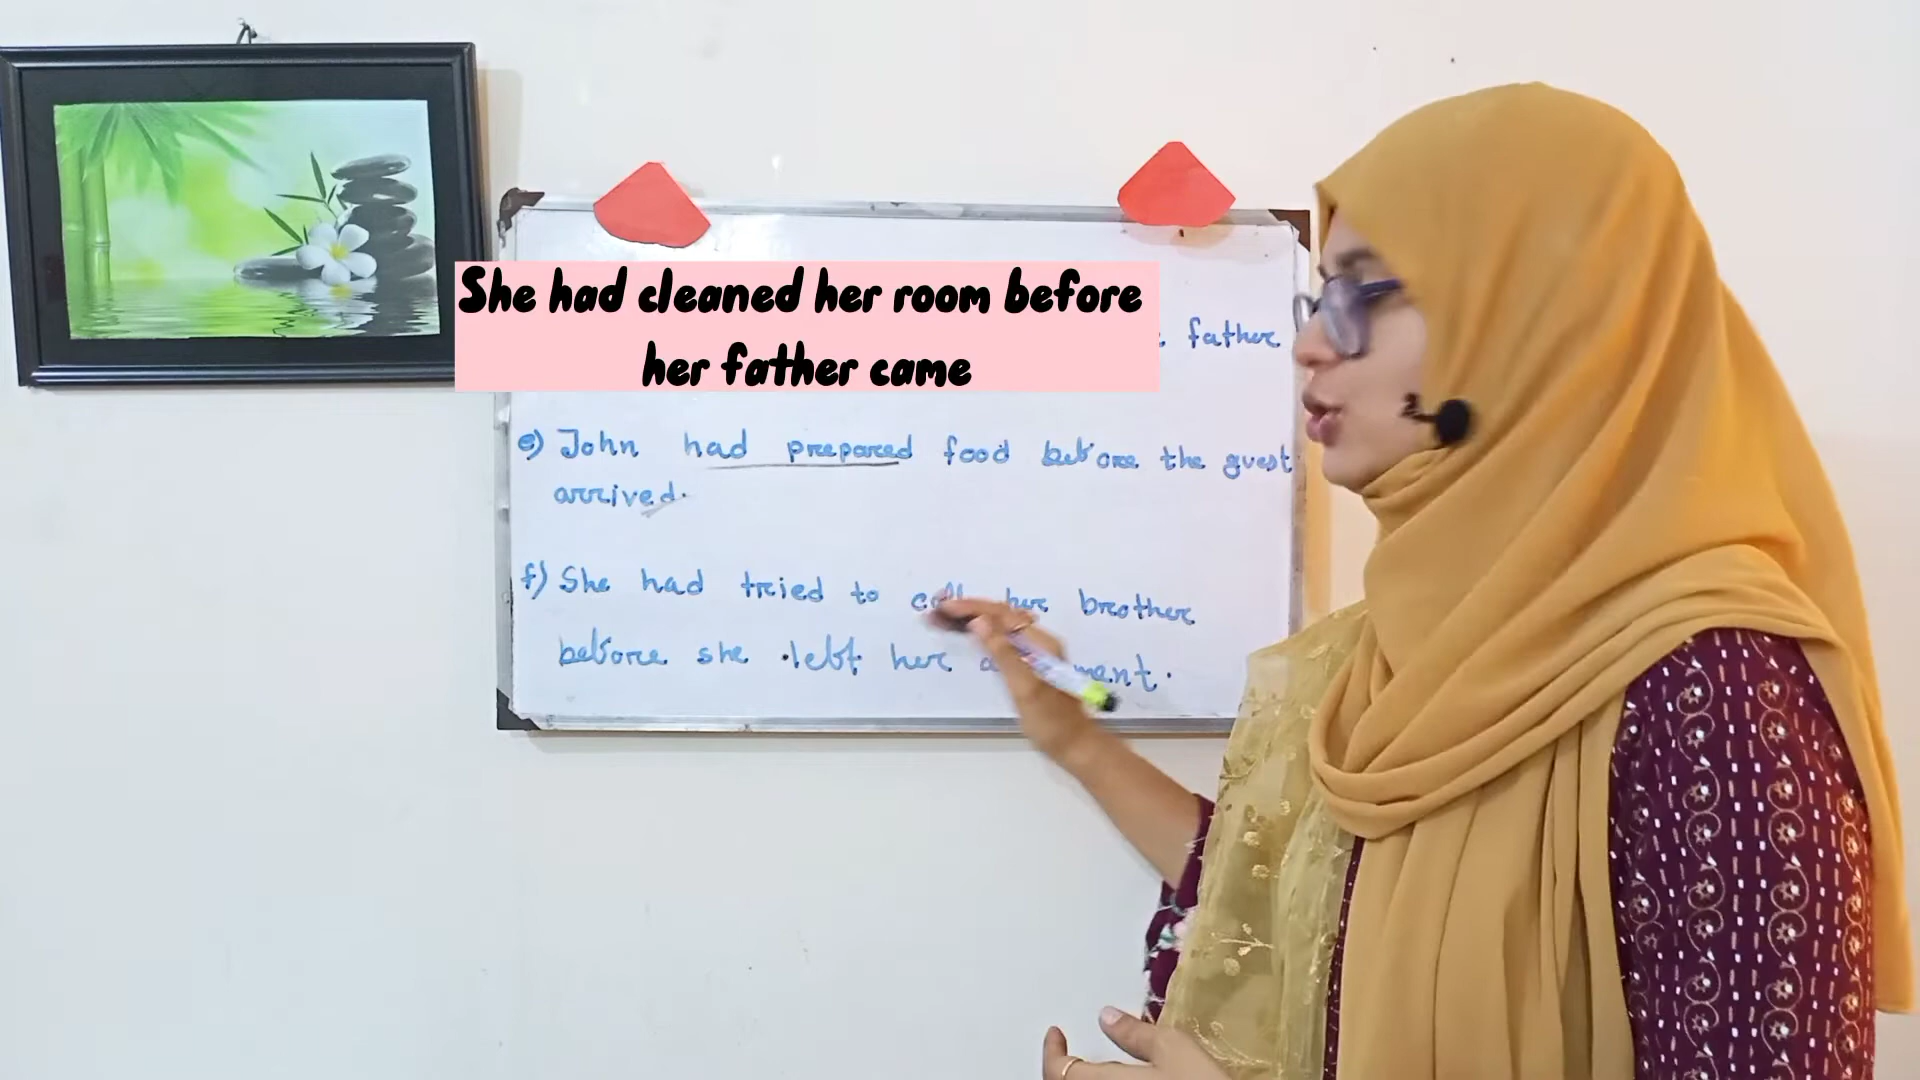 She had cleaned her room before
her father came
father
e) John had prepared food before the guest
arrived.
f) She had tried to call her brother
before she left her